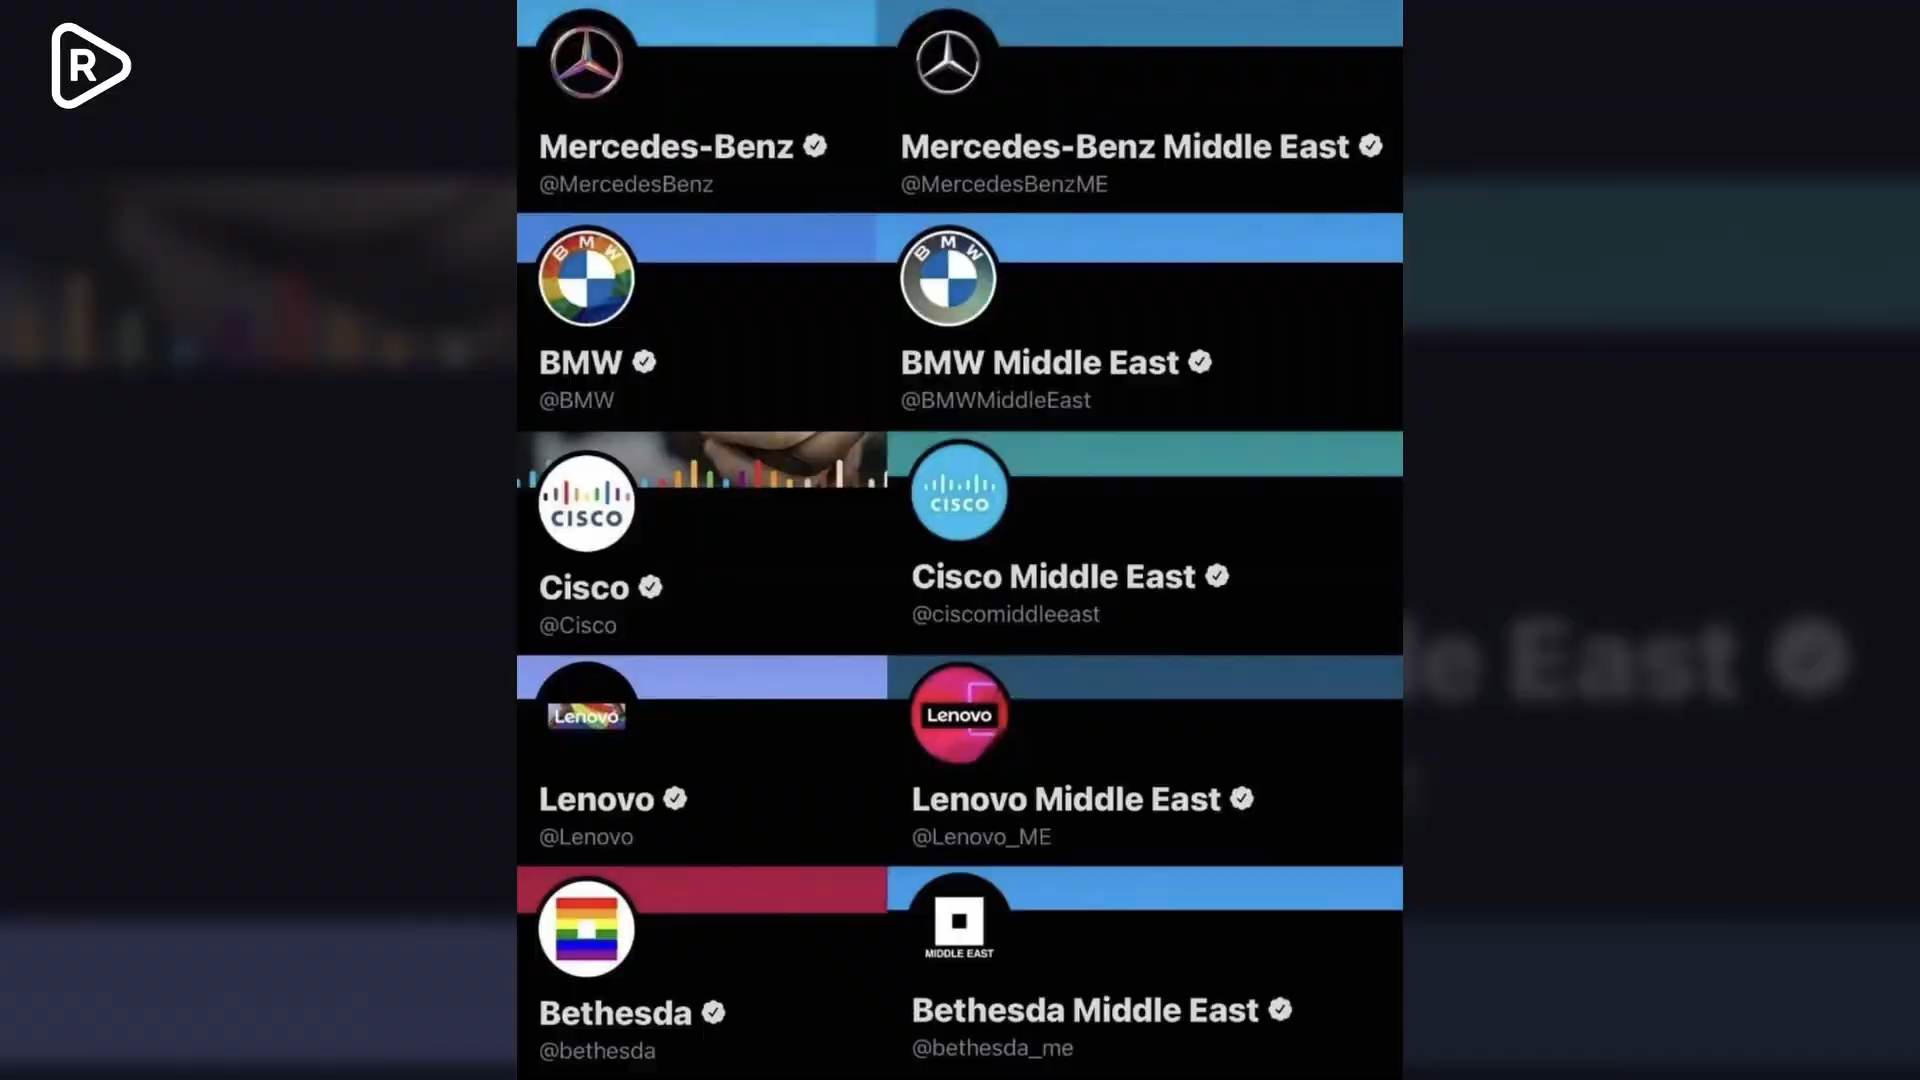 R
Mercedes-Benz
@MercedesBenz
Mercedes-Benz Middle East
@MercedesBenzME
BMW
BMW
@BMW
BMW
BMW Middle East
@BMWMiddleEast
CISCO
Cisco
@Cisco
CISCO
Cisco Middle East
@ciscomiddleeast
Lenovo
Lenovo
@Lenovo
Lenovo
Lenovo Middle East
@Lenovo_ME
Bethesda
@bethesda
MIDDLE EAST
Bethesda Middle East
@bethesda_me
le East